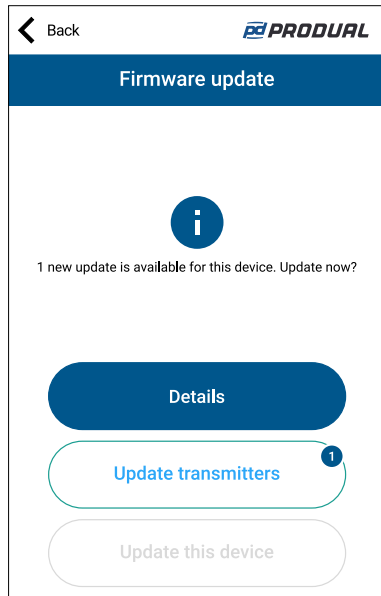 Back
pd PRODUAL
Firmware update
i
1 new update is available for this device. Update now?
Details
1
Update transmitters
Update this device